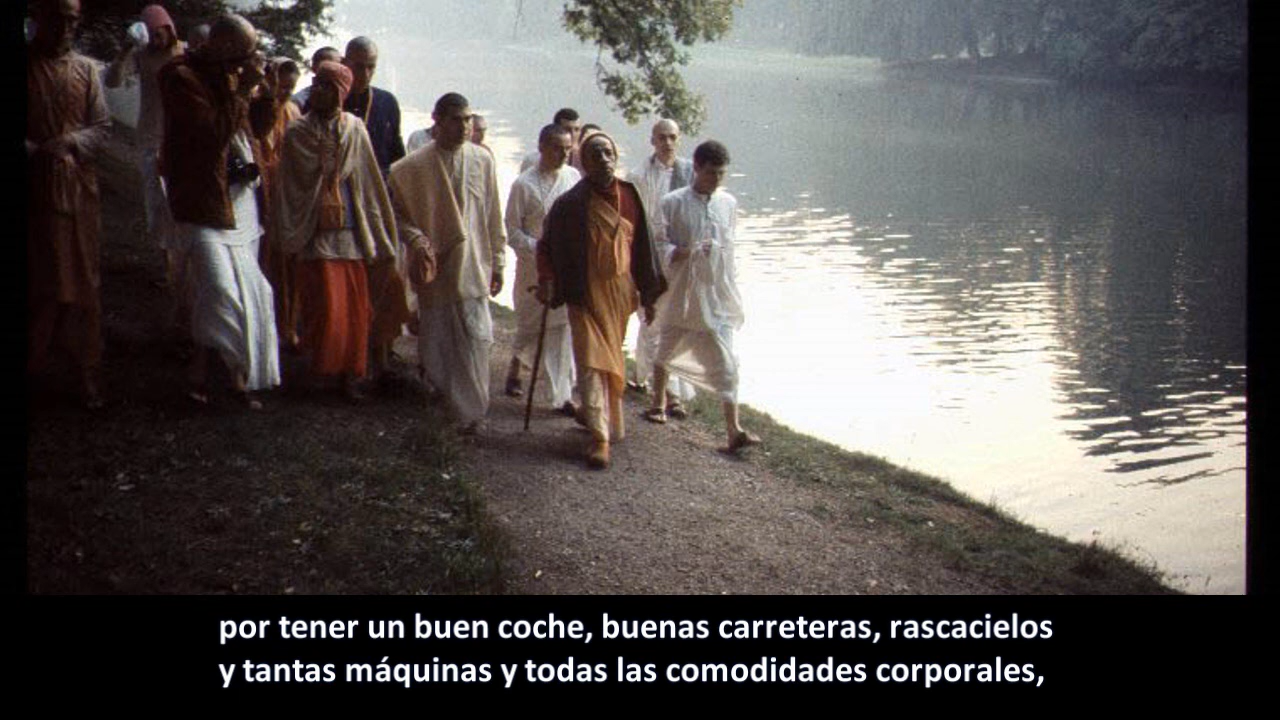 por tener un buen coche, buenas carreteras, rascacielos
y tantas máquinas y todas las comodidades corporales,